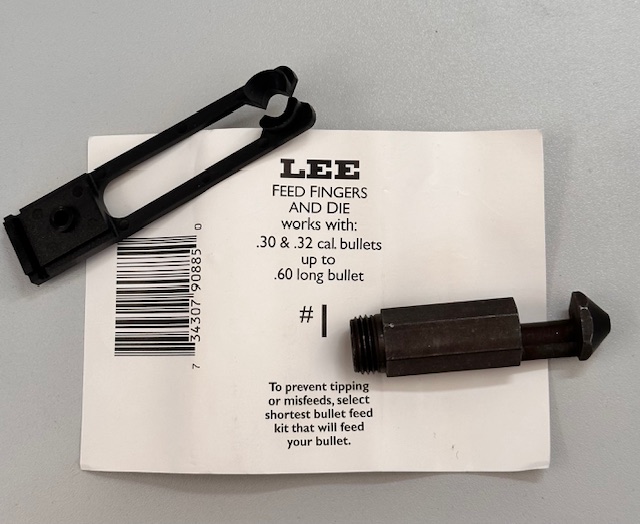 LEE
FEED FINGERS
AND DIE
works with:
.30 & .32 cal. bullets
up to
.60 long bullet
#1
To prevent tipping
or misfeeds, select
shortest bullet feed
kit that will feed
your bullet.
7 34307 90885 0